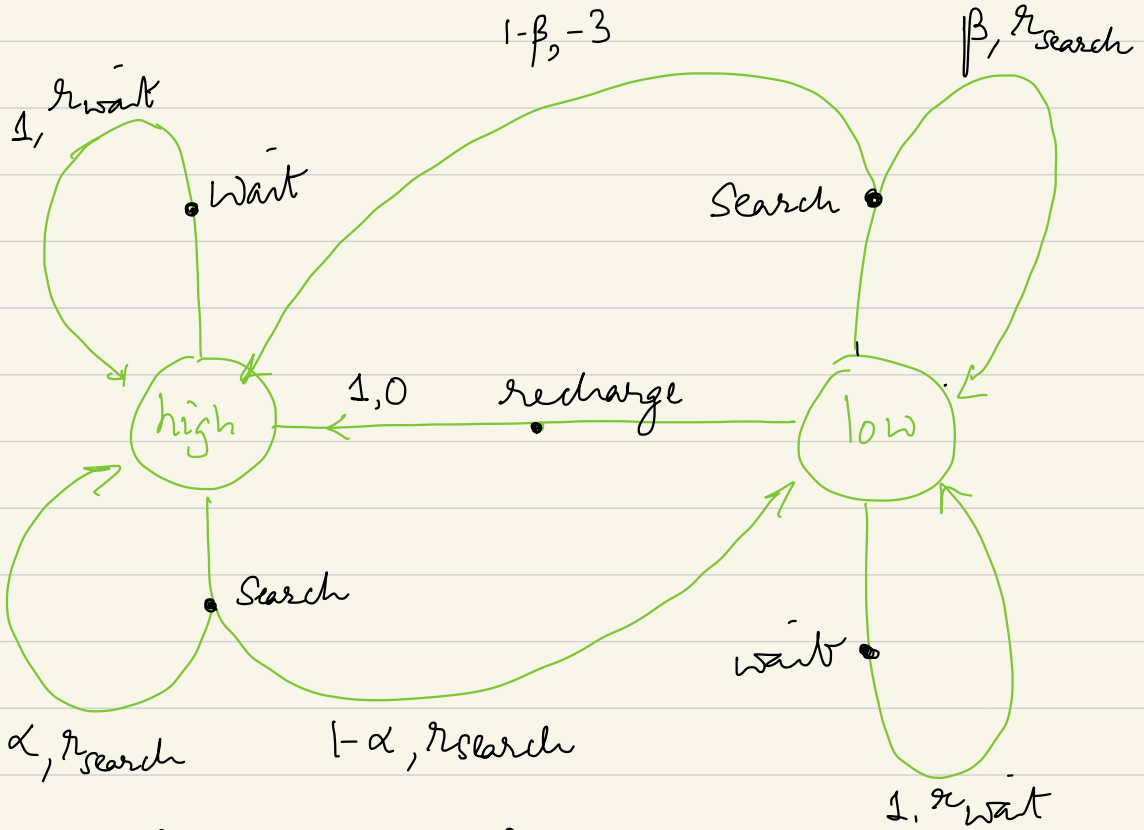 1-β, -3
β, r_search
1, r_wait
wait
search
1, 0
recharge
high
low
search
wait
α, r_search
1-α, r_search
1, r_wait